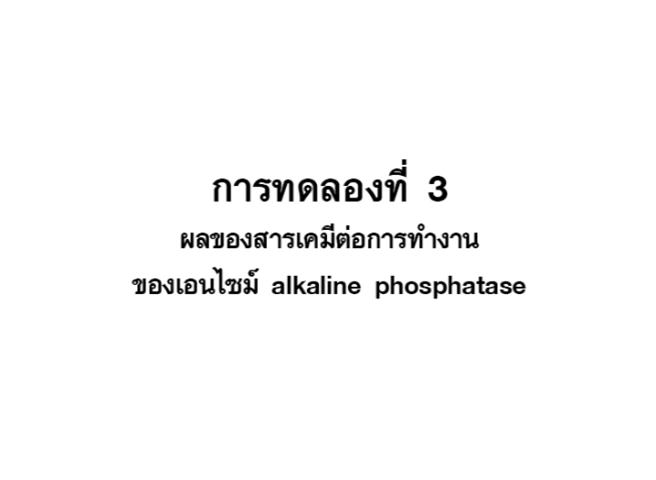 การทดลองที่ 3
ผลของสารเคมีต่อการทำงาน
ของเอนไซม์ alkaline phosphatase